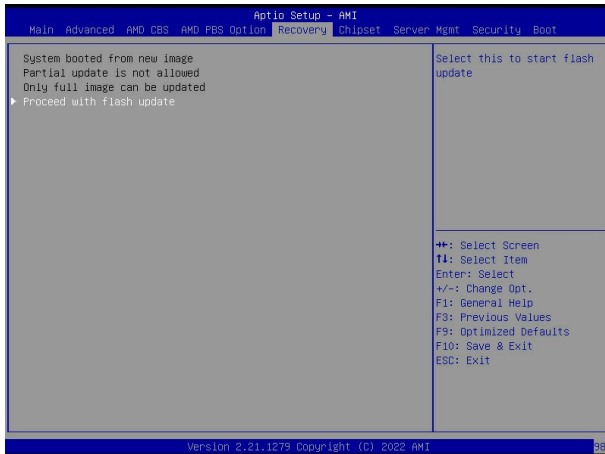 Aptio Setup – AMI
Main Advanced AMD CBS AMD PBS Option Recovery Chipset Server Mgmt Security Boot
System booted from new image
Partial update is not allowed
Only full image can be updated
Proceed with flash update
Select this to start flash
update
→←: Select Screen
↑↓: Select Item
Enter: Select
+/-: Change Opt.
F1: General Help
F3: Previous Values
F9: Optimized Defaults
F10: Save & Exit
ESC: Exit
Version 2.21.1279 Copyright (C) 2022 AMI
98